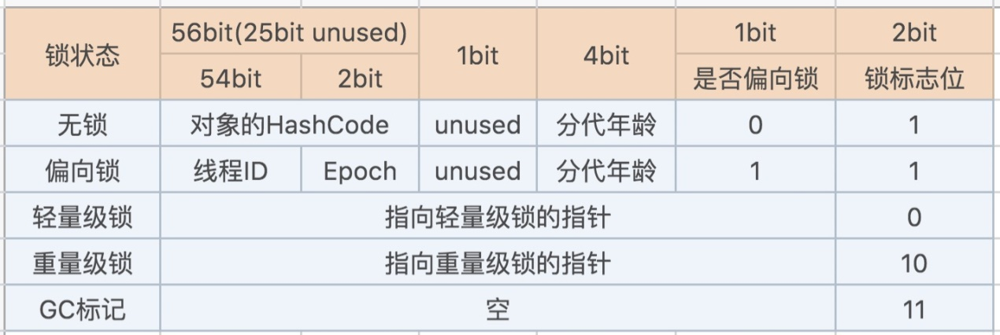 锁状态 56bit(25bit unused) 1bit 4bit 1bit 2bit
54bit 2bit 是否偏向锁 锁标志位
无锁 对象的HashCode unused 分代年龄 0 1
偏向锁 线程ID Epoch unused 分代年龄 1 1
轻量级锁 指向轻量级锁的指针 0
重量级锁 指向重量级锁的指针 10
GC标记 空 11